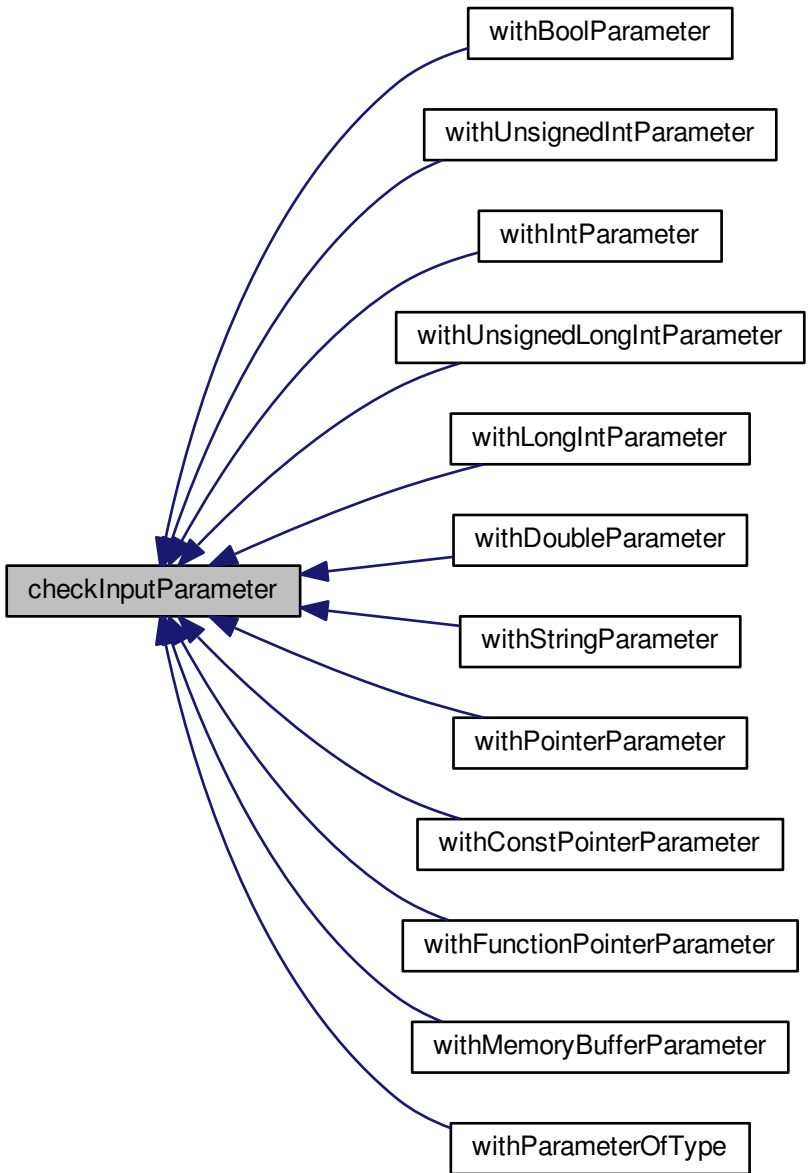 withBoolParameter
withUnsignedIntParameter
withIntParameter
withUnsignedLongIntParameter
withLongIntParameter
withDoubleParameter
checkInputParameter
withStringParameter
withPointerParameter
withConstPointerParameter
withFunctionPointerParameter
withMemoryBufferParameter
withParameterOfType